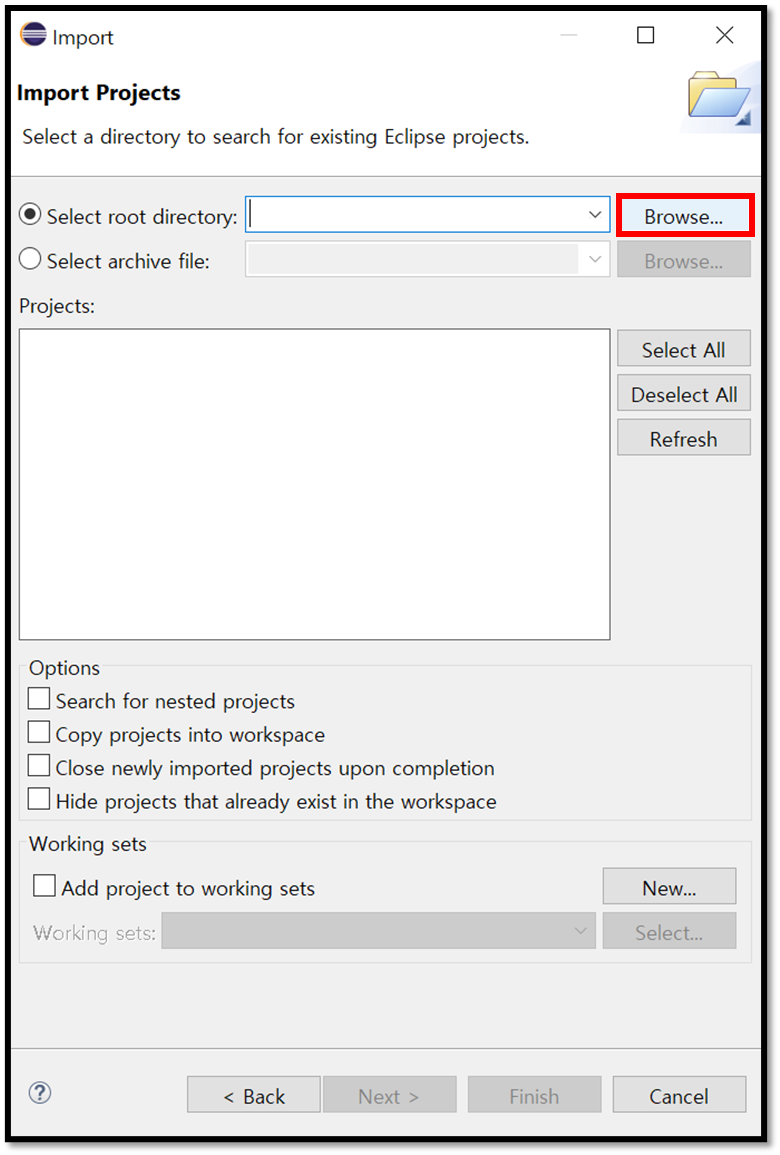 Import
Import Projects
Select a directory to search for existing Eclipse projects.
Select root directory: Browse...
Select archive file: Browse...
Projects:
Select All
Deselect All
Refresh
Options
Search for nested projects
Copy projects into workspace
Close newly imported projects upon completion
Hide projects that already exist in the workspace
Working sets
Add project to working sets New...
Working sets: Select...
? < Back Next > Finish Cancel